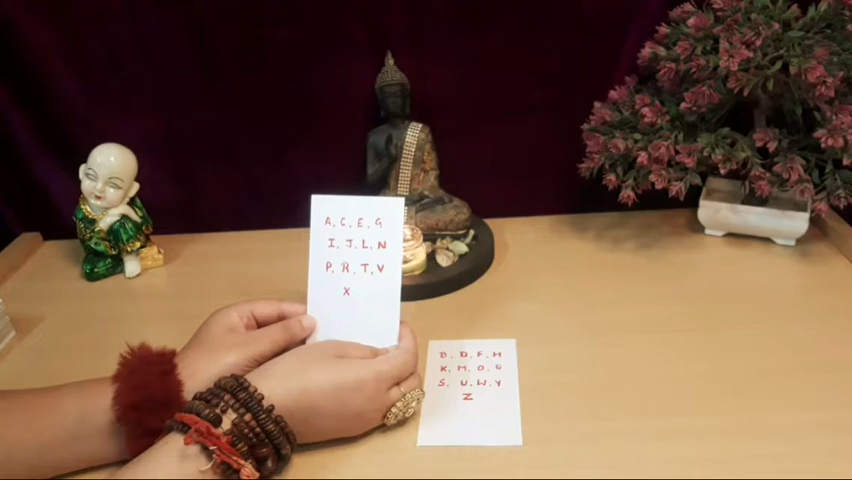 A, C, E, G
I, J, L, N
P, R, T, V
X
B, D, F, H
K, M, O, Q
S, U, W, Y
Z